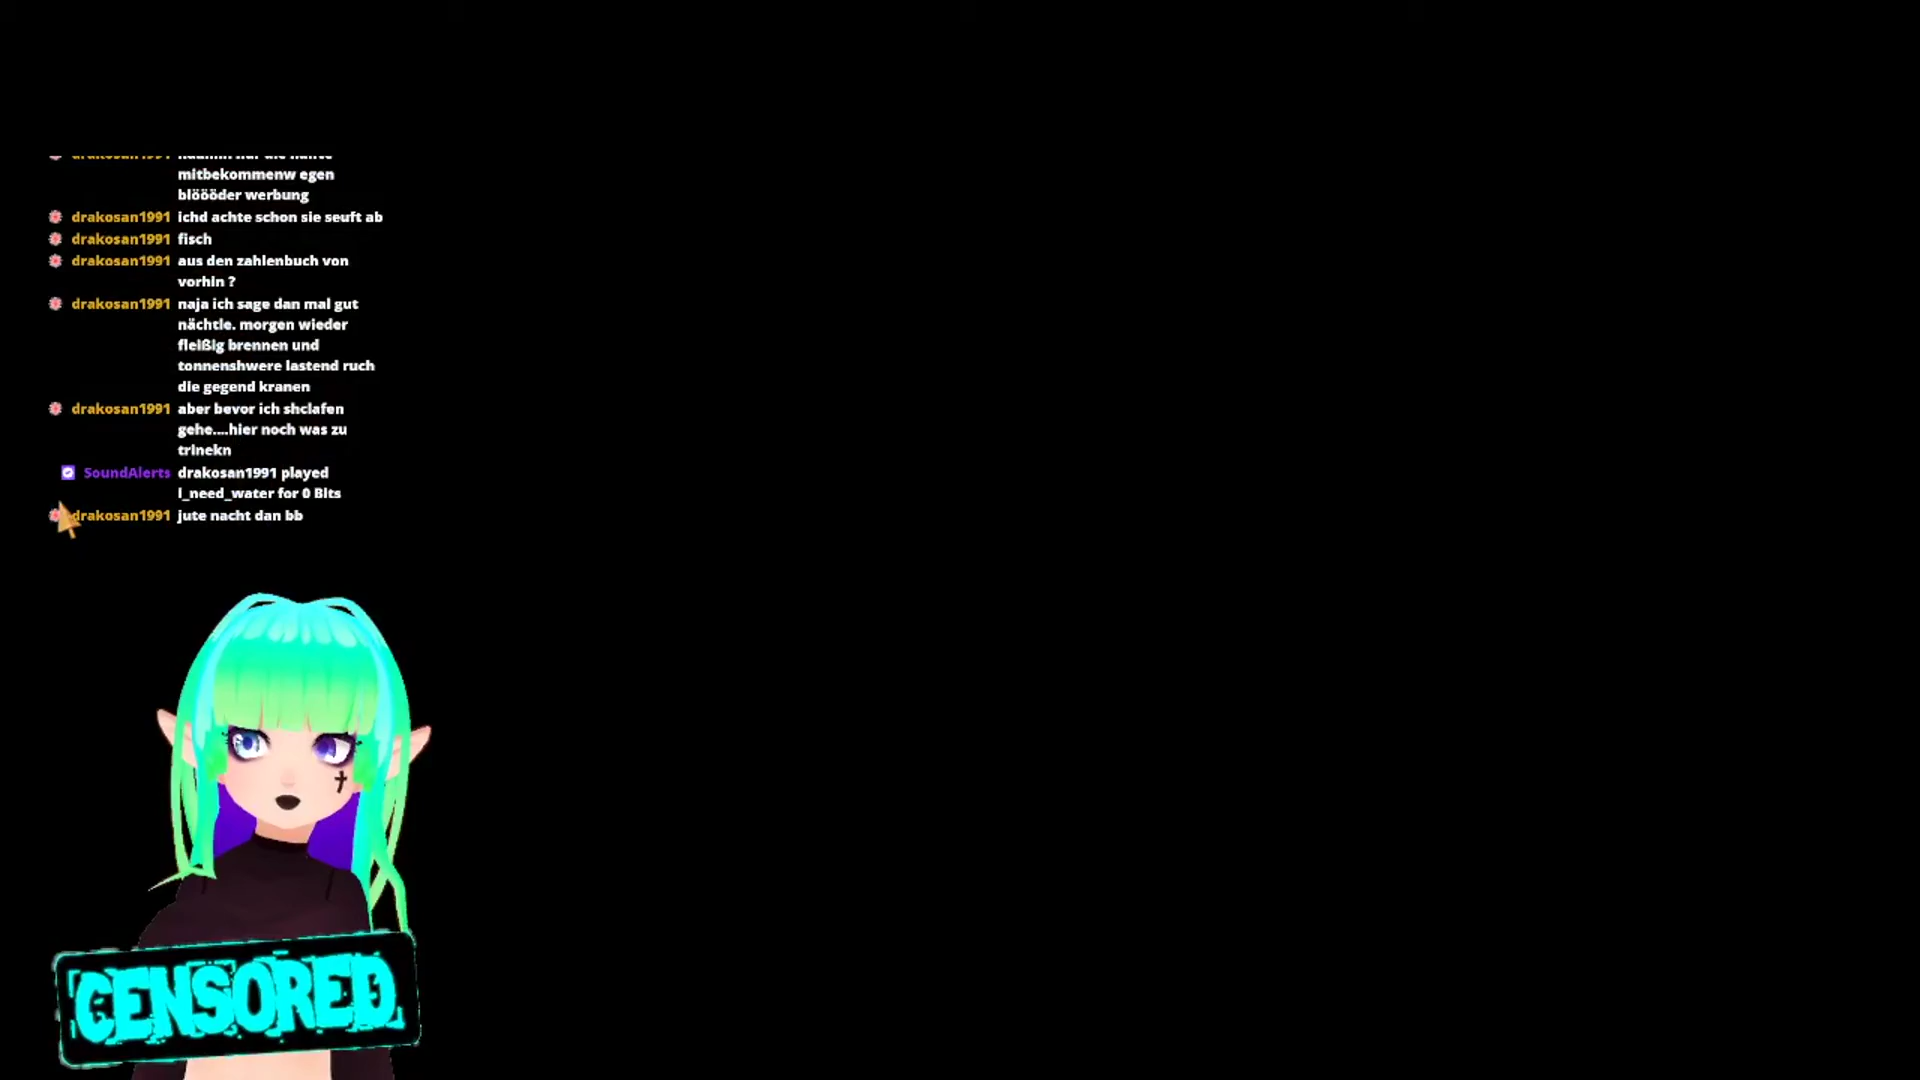 mitbekommenw egen
blöööder werbung
drakosan1991 ichd achte schon sie seuft ab
drakosan1991 fisch
drakosan1991 aus den zahlenbuch von
vorhin ?
drakosan1991 naja ich sage dan mal gut
nächtle. morgen wieder
fleißig brennen und
tonnenshwere lastend ruch
die gegend kranen
drakosan1991 aber bevor ich shclafen
gehe....hier noch was zu
trinekn
SoundAlerts drakosan1991 played
i_need_water for 0 Bits
drakosan1991 jute nacht dan bb
CENSORED